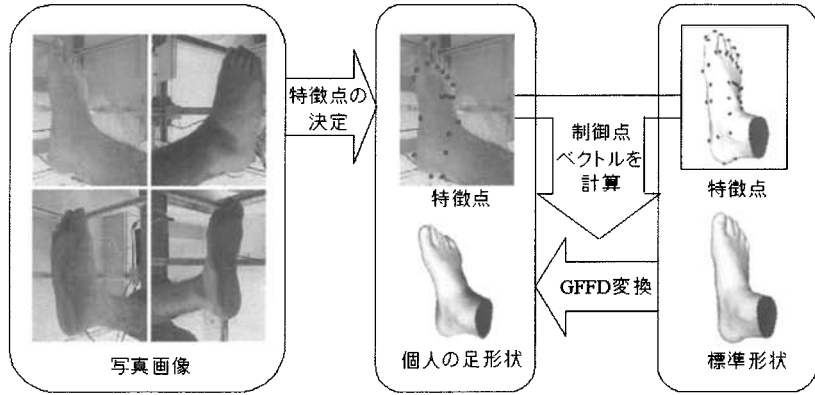 特徴点の
決定
制御点
ベクトルを
計算
特徴点
特徴点
GFFD変換
写真画像
個人の足形状
標準形状